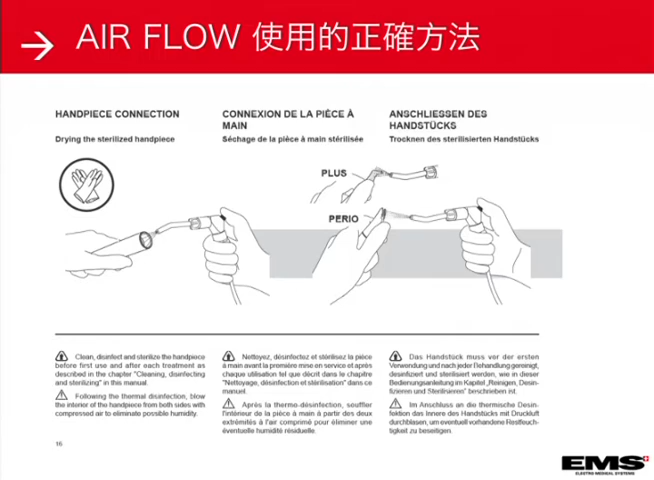 AIR FLOW 使用的正確方法
HANDPIECE CONNECTION
Drying the sterilized handpiece
CONNEXION DE LA PIÈCE À
MAIN
Séchage de la pièce à main stérilisée
ANSCHLIESSEN DES
HANDSTÜCKS
Trocknen des sterilisierten Handstücks
PLUS
PERIO
Clean, disinfect and sterilize the handpiece
before first use and after each treatment as
described in the chapter "Cleaning, disinfecting
and sterilizing" in this manual.
Following the thermal disinfection, blow
the interior of the handpiece from both sides with
compressed air to eliminate possible humidity.
Nettoyez, désinfectez et stérilisez la pièce
à main avant la première mise en service et après
chaque utilisation tel que décrit dans le chapitre
"Nettoyage, désinfection et stérilisation" dans ce
manuel.
Après la thermo-désinfection, souffler
l'intérieur de la pièce à main à partir des deux
extrémités à l'air comprimé pour éliminer une
éventuelle humidité résiduelle.
Das Handstück muss vor der ersten
Verwendung und nach jeder Behandlung gereinigt,
desinfiziert und sterilisiert werden, wie in dieser
Bedienungsanleitung im Kapitel „Reinigen, Desin-
fizieren und Sterilisieren" beschrieben ist.
Im Anschluss an die thermische Desin-
fektion das Innere des Handstücks mit Druckluft
durchblasen, um eventuell vorhandene Restfeuch-
tigkeit zu beseitigen.
16
EMS
ELECTRO MEDICAL SYSTEMS